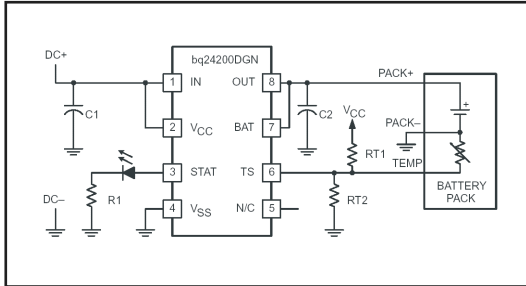 bq24200DGN
DC+
1 IN
OUT 8
PACK+
C1
C2
+
2 VCC
BAT 7
VCC
PACK–
RT1
TEMP
3 STAT
TS 6
R1
RT2
BATTERY
PACK
DC–
4 VSS
N/C 5